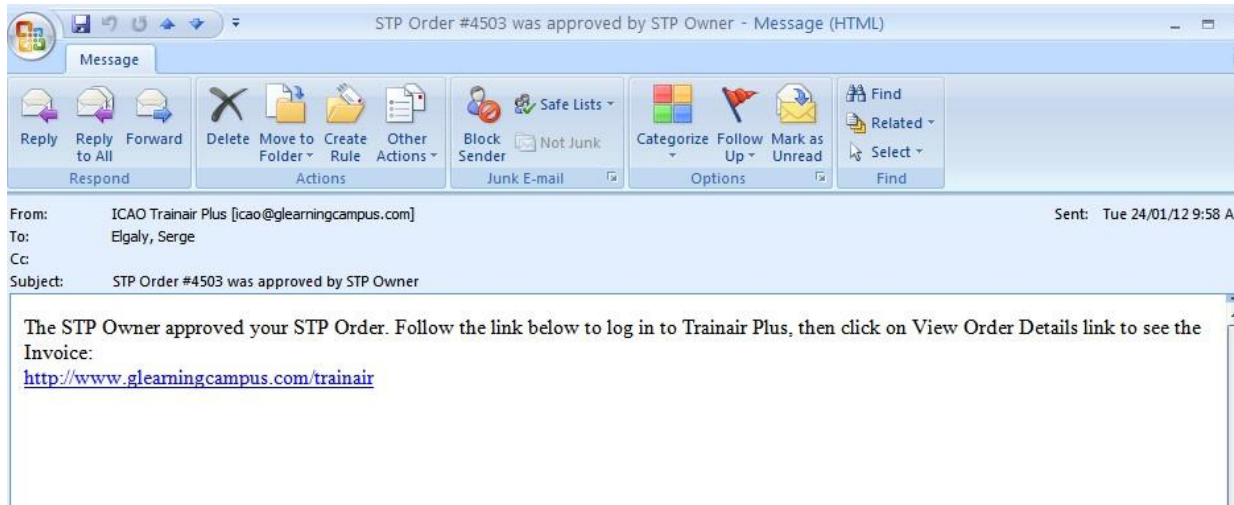 STP Order #4503 was approved by STP Owner - Message (HTML)
Message
Reply
Reply to All
Forward
Respond
Delete
Move to Folder
Create Rule
Other Actions
Actions
Block Sender
Safe Lists
Not Junk
Junk E-mail
Categorize
Follow Up
Mark as Unread
Options
Find
Related
Select
Find
From: ICAO Trainair Plus [icao@glearningcampus.com]
Sent: Tue 24/01/12 9:58 A
To: Elgaly, Serge
Cc:
Subject: STP Order #4503 was approved by STP Owner
The STP Owner approved your STP Order. Follow the link below to log in to Trainair Plus, then click on View Order Details link to see the
Invoice:
http://www.glearningcampus.com/trainair